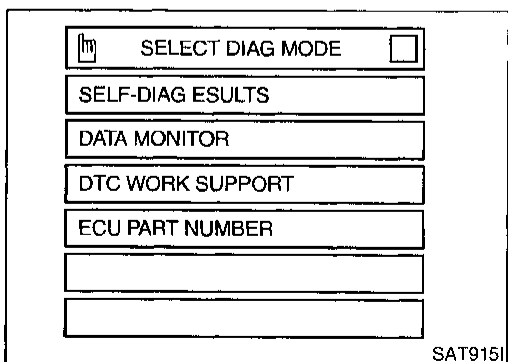 SELECT DIAG MODE
SELF-DIAG ESULTS
DATA MONITOR
DTC WORK SUPPORT
ECU PART NUMBER
SAT915I